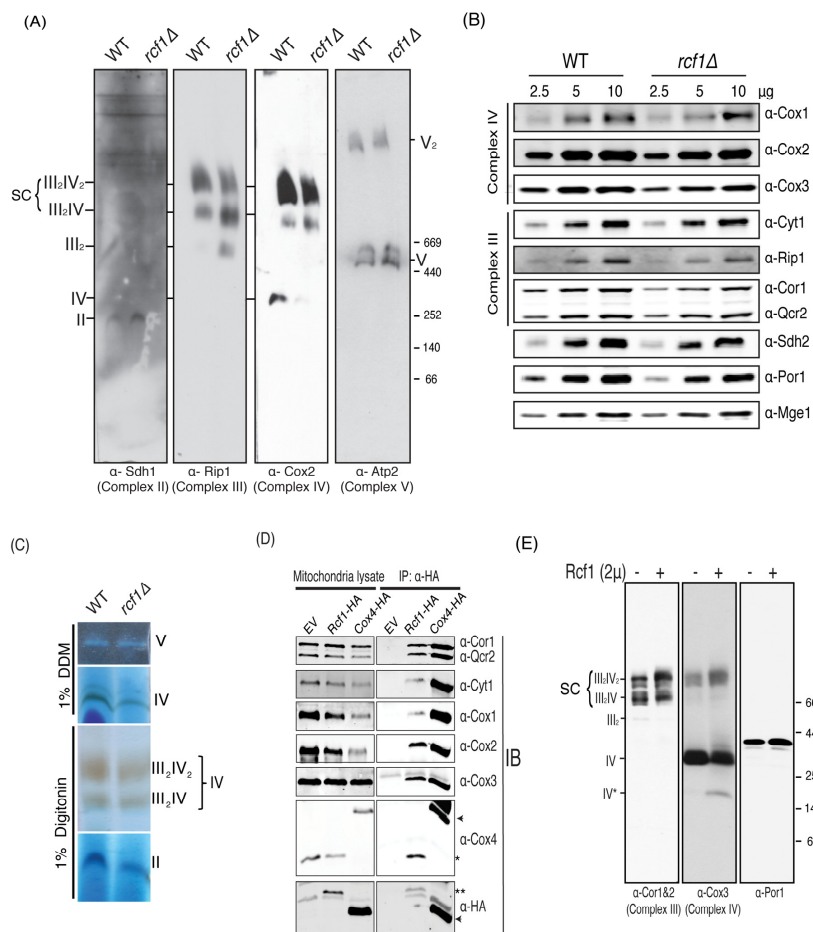 (A)
WT rcf1Δ WT rcf1Δ WT rcf1Δ WT rcf1Δ
V₂
SC
III₂IV₂
III₂IV
III₂
IV
II
669
V
440
252
140
66
α- Sdh1 α- Rip1 α- Cox2 α- Atp2
(Complex II) (Complex III) (Complex IV) (Complex V)
(B)
WT rcf1Δ
2.5 5 10 2.5 5 10 μg
Complex IV
α-Cox1
α-Cox2
α-Cox3
Complex III
α-Cyt1
α-Rip1
α-Cor1
α-Qcr2
α-Sdh2
α-Por1
α-Mge1
(C)
WT rcf1Δ
1% DDM
V
IV
1% Digitonin
III₂IV₂
III₂IV
IV
II
(D)
Mitochondria lysate IP: α-HA
EV Rcf1-HA Cox4-HA EV Rcf1-HA Cox4-HA
α-Cor1
α-Qcr2
α-Cyt1
α-Cox1
α-Cox2
α-Cox3
α-Cox4
*
**
α-HA
IB
(E)
Rcf1 (2μ) - + - + - +
SC
III₂IV₂
III₂IV
III₂
IV
IV*
66
44
25
14
6
α-Cor1&2 α-Cox3 α-Por1
(Complex III) (Complex IV)